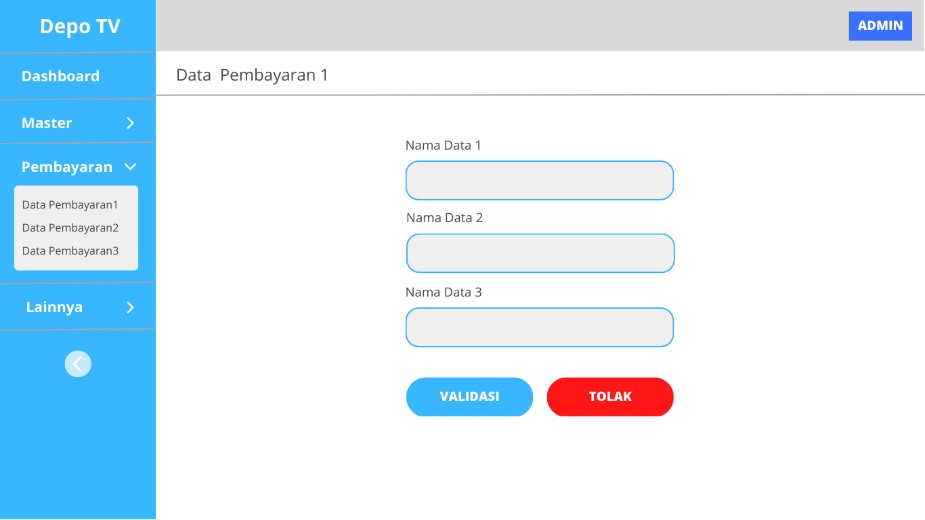 Depo TV
ADMIN
Dashboard
Data Pembayaran 1
Master
Pembayaran
Data Pembayaran1
Data Pembayaran2
Data Pembayaran3
Lainnya
Nama Data 1
Nama Data 2
Nama Data 3
VALIDASI
TOLAK